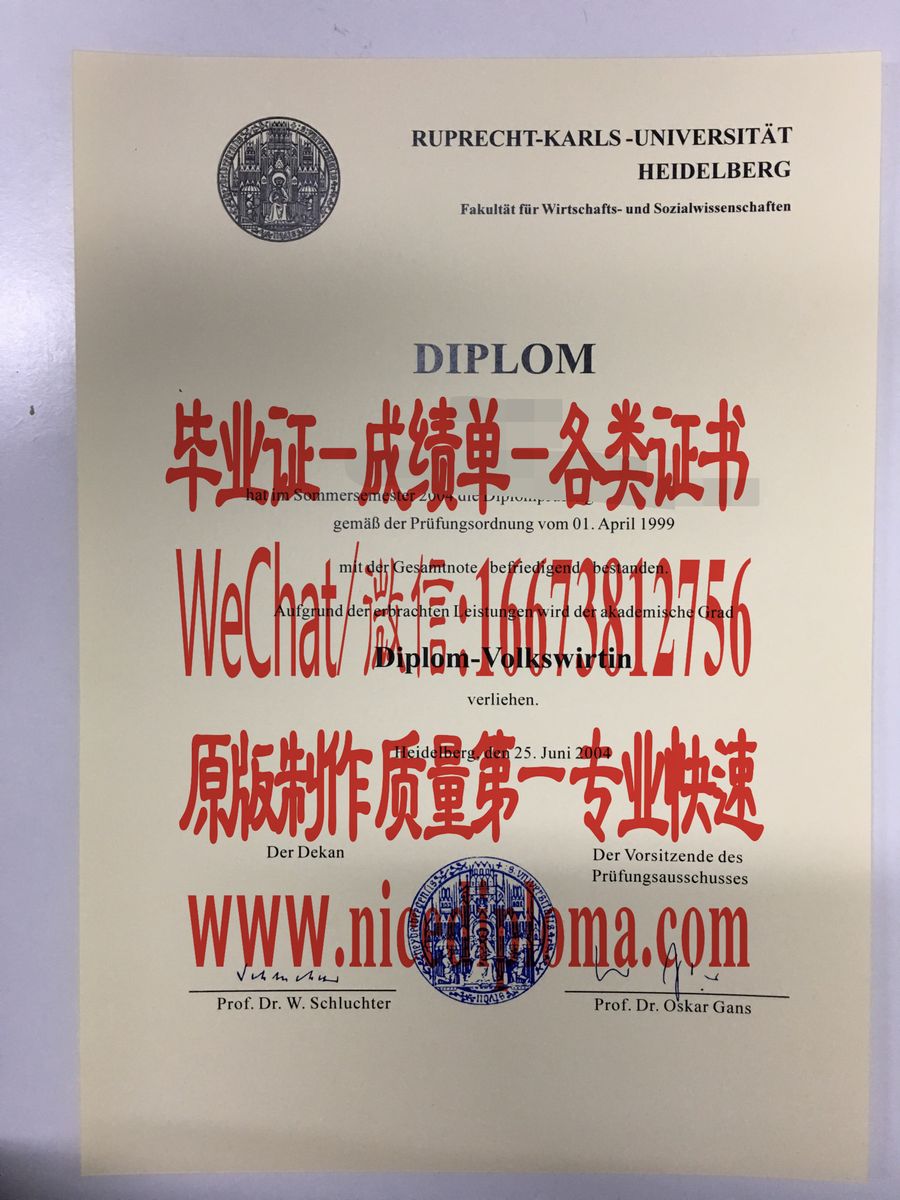 RUPRECHT-KARLS-UNIVERSITÄT
HEIDELBERG
Fakultät für Wirtschafts- und Sozialwissenschaften
DIPLOM
毕业证一成绩单一各类证书
hat im Sommersemester 2004 die
gemäß der Prüfungsordnung vom 01. April 1999
mit der Gesamtnote befriedigend bestanden.
WeChat/微信:16673812756
Aufgrund der erbrachten Leistungen wird der akademische Grad
Diplom-Volkswirtin
verliehen.
Heidelberg, den 25. Juni 2004
原版制作 质量第一专业快速
Der Dekan
Der Vorsitzende des
Prüfungsausschusses
www.nicediploma.com
Prof. Dr. W. Schluchter
Prof. Dr. Oskar Gans